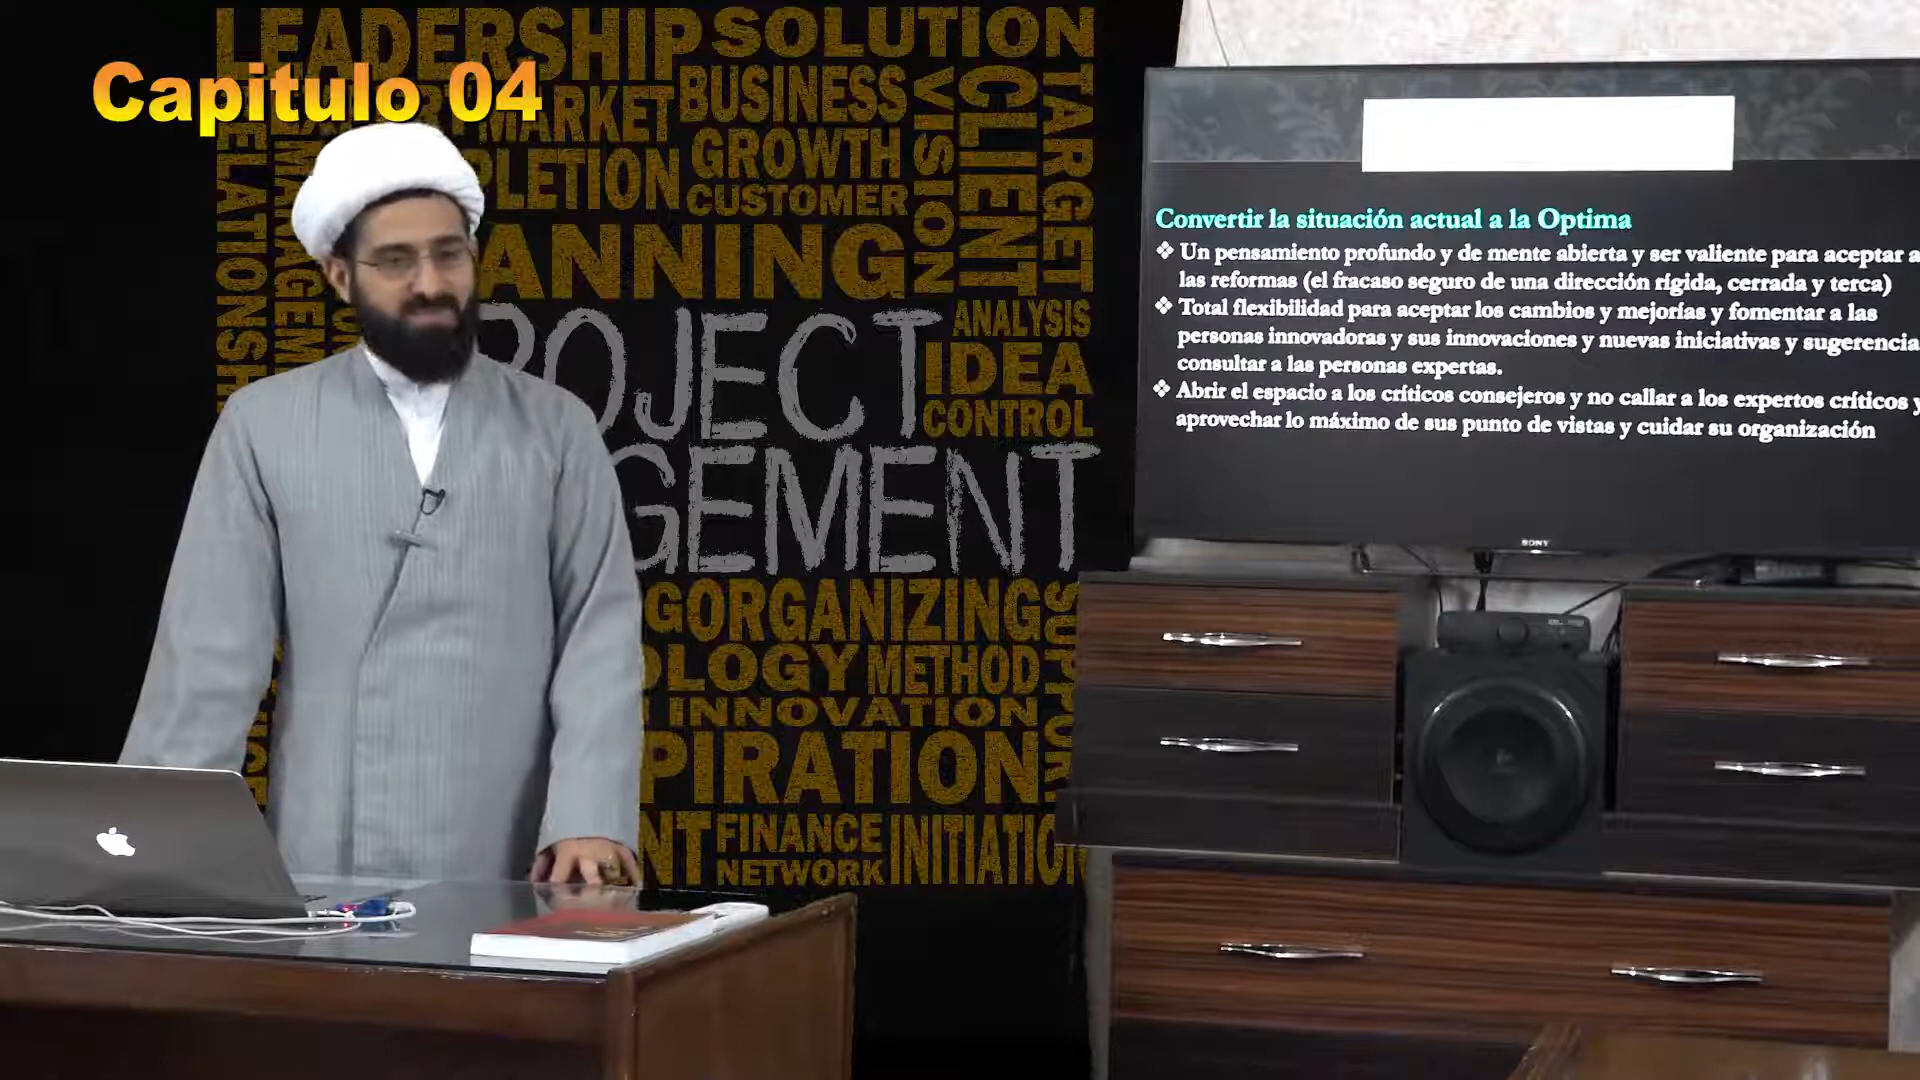 Capitulo 04
LEADERSHIP SOLUTION
MARKET BUSINESS
GROWTH
CUSTOMER
VISION
CLIENT
TARGET
ANALYSIS
IDEA
CONTROL
ORGANIZING
METHOD
INNOVATION
FINANCE
NETWORK
Convertir la situación actual a la Optima
❖ Un pensamiento profundo y de mente abierta y ser valiente para aceptar a
las reformas (el fracaso seguro de una dirección rígida, cerrada y terca)
❖ Total flexibilidad para aceptar los cambios y mejorías y fomentar a las
personas innovadoras y sus innovaciones y nuevas iniciativas y sugerencia
consultar a las personas expertas.
❖ Abrir el espacio a los críticos consejeros y no callar a los expertos críticos y
aprovechar lo máximo de sus punto de vistas y cuidar su organización
SONY